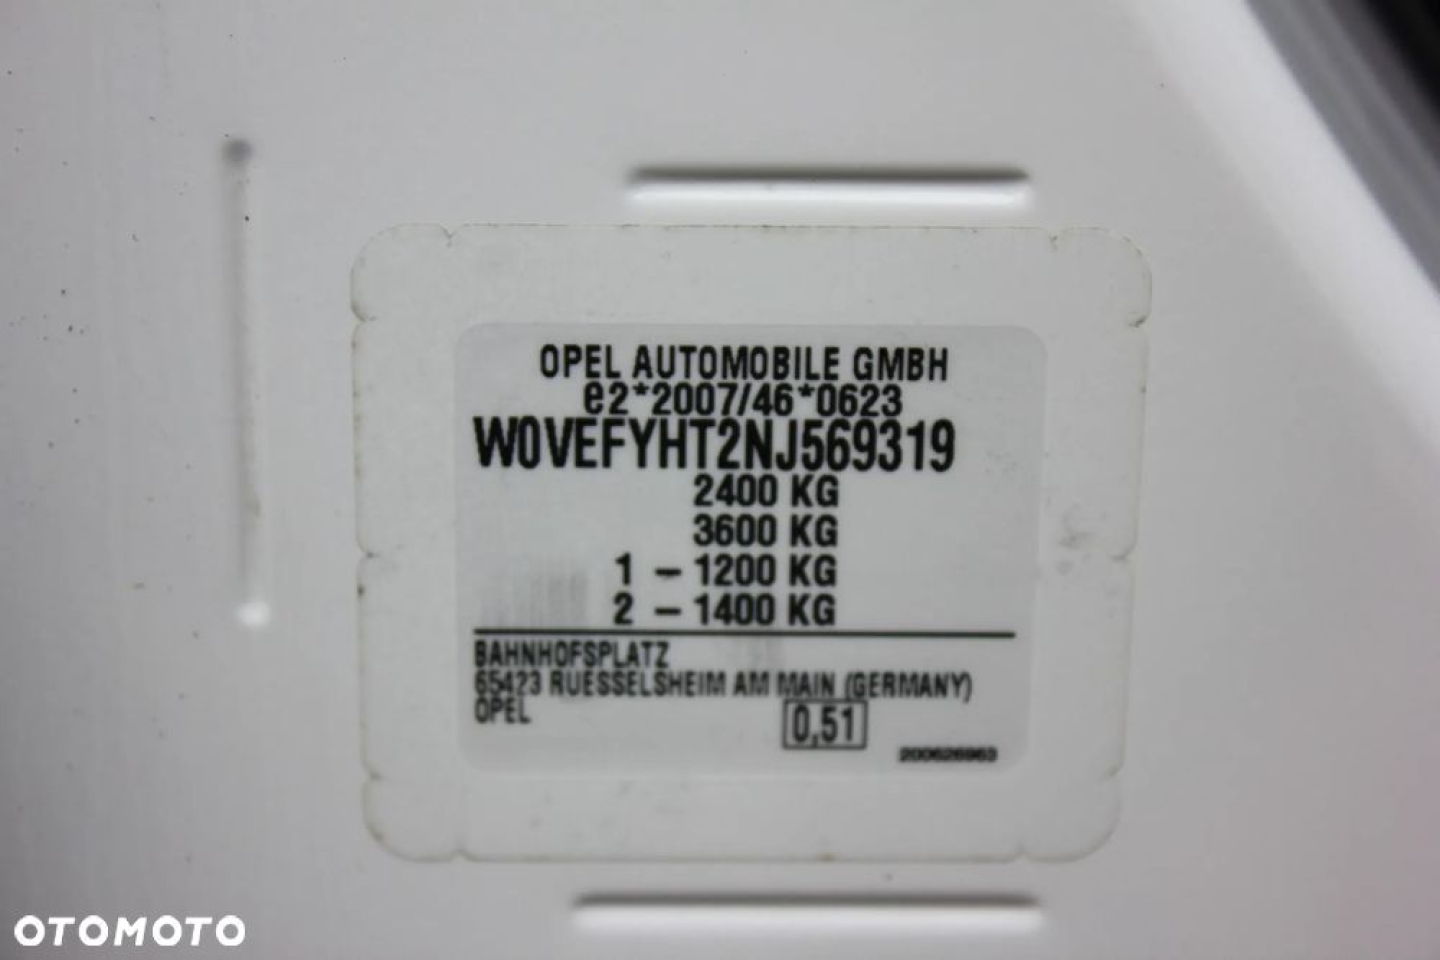 OPEL AUTOMOBILE GMBH
e2*2007/46*0623
W0VEFYHT2NJ569319
2400 KG
3600 KG
1 – 1200 KG
2 – 1400 KG
BAHNHOFSPLATZ
65423 RUESSELSHEIM AM MAIN (GERMANY)
OPEL
0,51
200626963
OTOMOTO